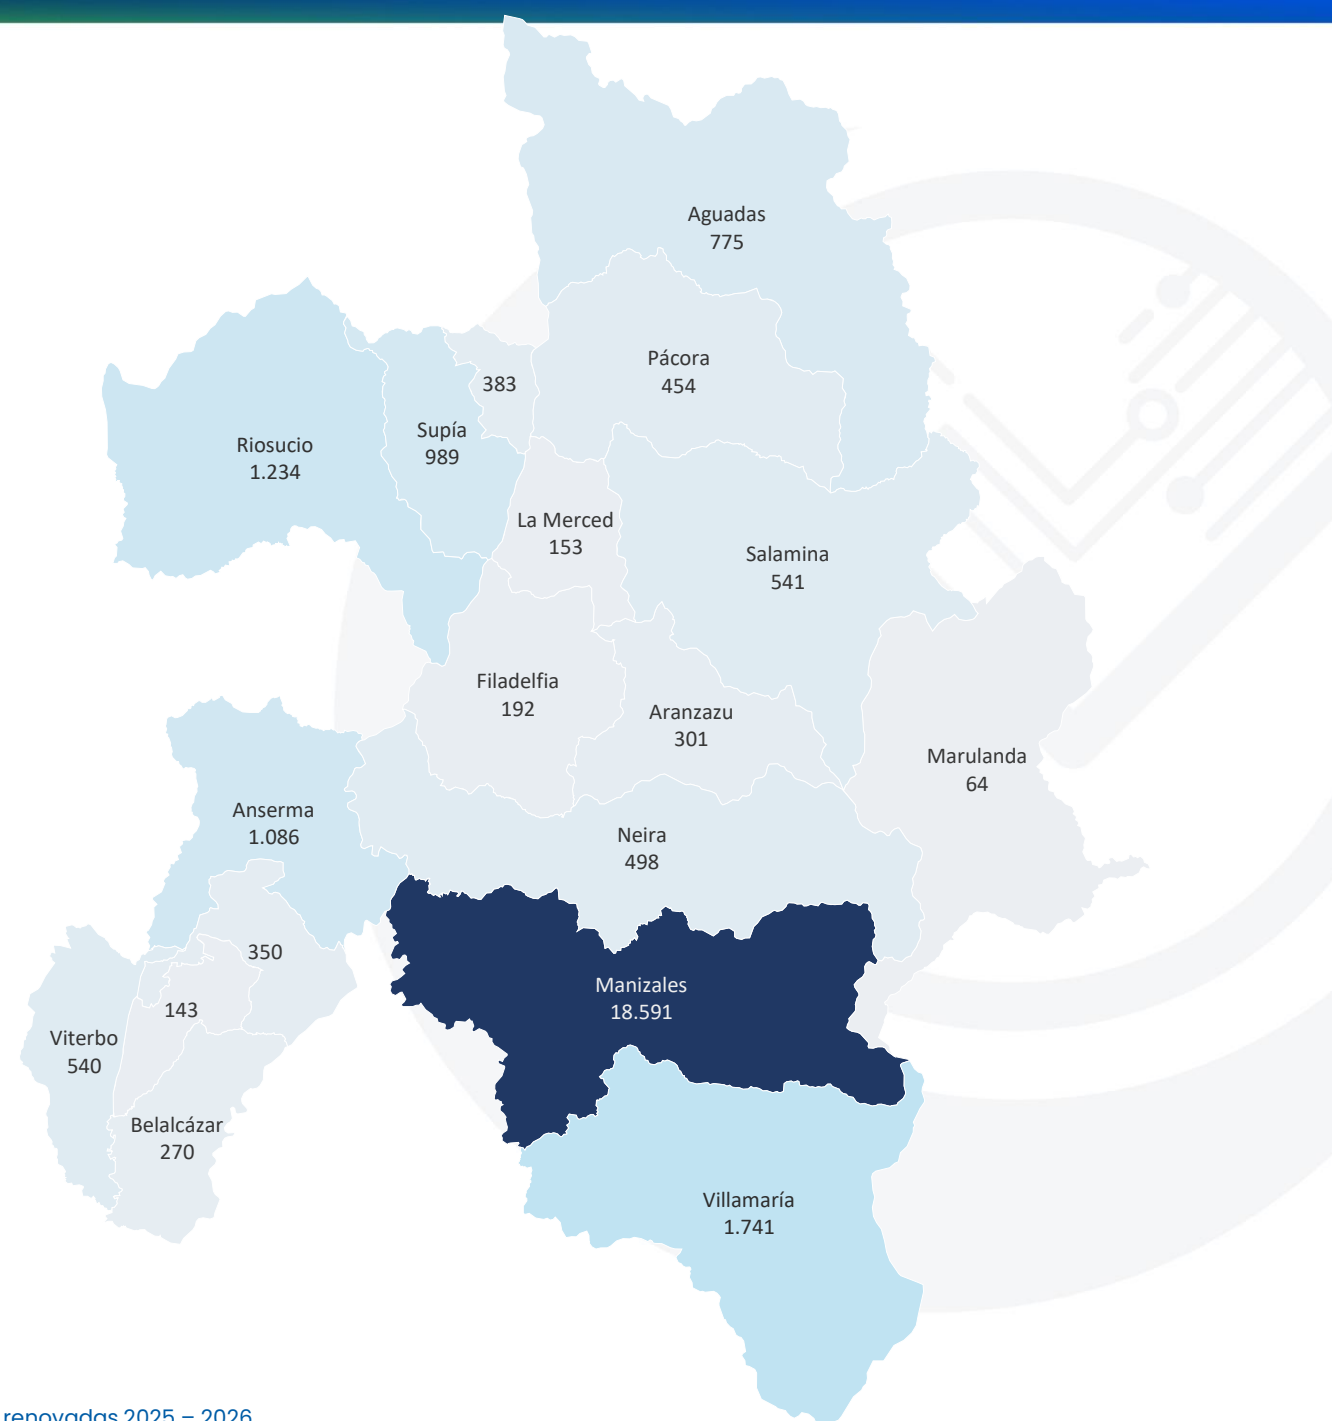 Aguadas
775
Pácora
454
383
Supía
989
Riosucio
1.234
La Merced
153
Salamina
541
Filadelfia
192
Aranzazu
301
Marulanda
64
Anserma
1.086
Neira
498
350
Manizales
18.591
143
Viterbo
540
Belalcázar
270
Villamaría
1.741
renovadas 2025 – 2026